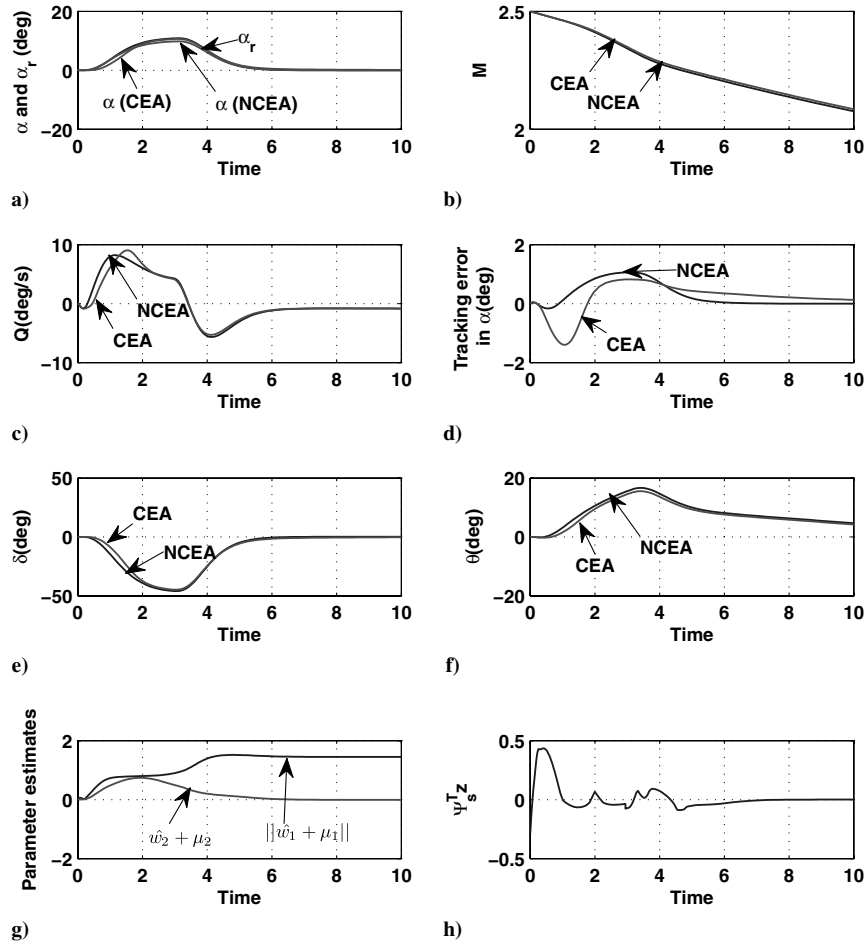 α and αr (deg)
20
0
−20
αr
α (CEA)
α (NCEA)
0 2 4 6 8 10
Time
a)
M
2.5
2
CEA
NCEA
0 2 4 6 8 10
Time
b)
Q(deg/s)
10
0
−10
NCEA
CEA
0 2 4 6 8 10
Time
c)
Tracking error
in α(deg)
2
0
−2
NCEA
CEA
0 2 4 6 8 10
Time
d)
δ(deg)
50
0
−50
CEA
NCEA
0 2 4 6 8 10
Time
e)
θ(deg)
20
0
−20
NCEA
CEA
0 2 4 6 8 10
Time
f)
Parameter estimates
2
0
−2
ŵ2 + μ2
||ŵ1 + μ1||
0 2 4 6 8 10
Time
g)
Ψs^T z
0.5
0
−0.5
0 2 4 6 8 10
Time
h)